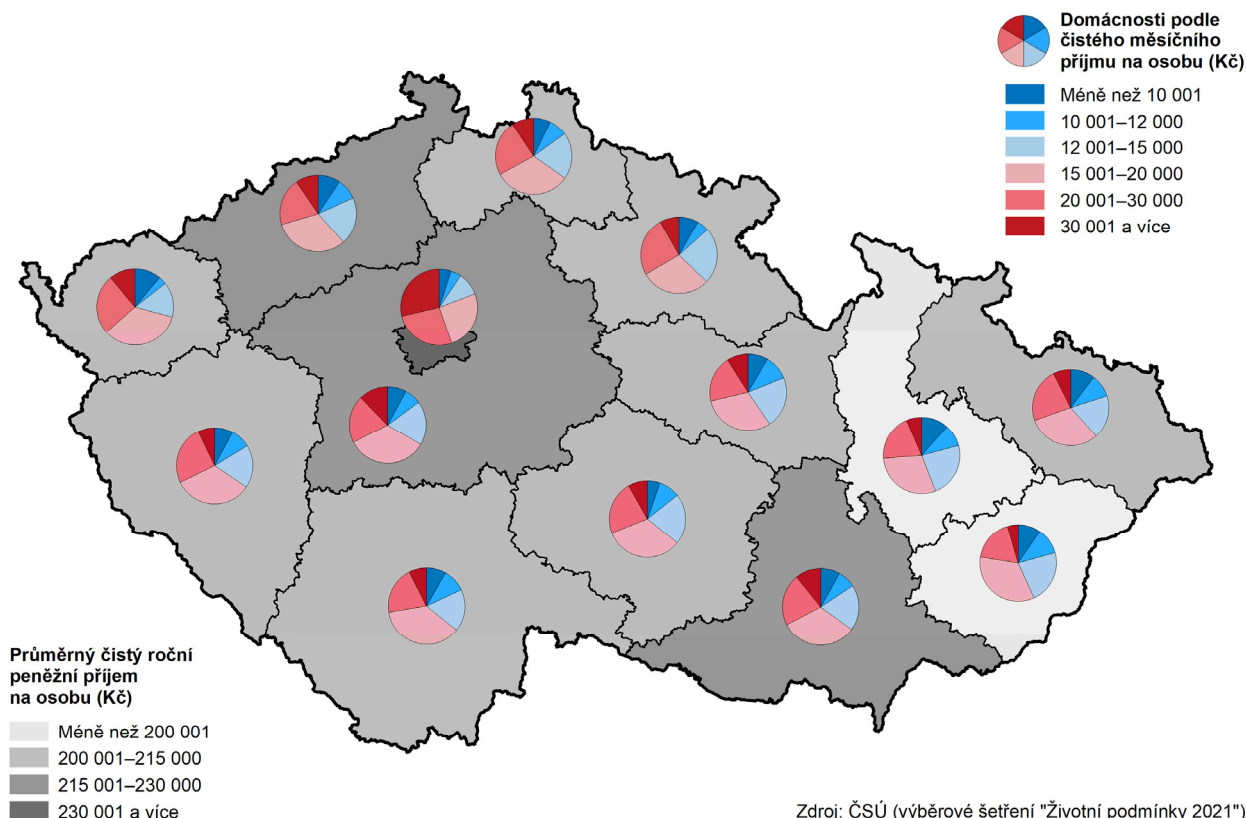 Domácnosti podle
čistého měsíčního
příjmu na osobu (Kč)
Méně než 10 001
10 001–12 000
12 001–15 000
15 001–20 000
20 001–30 000
30 001 a více
Průměrný čistý roční
peněžní příjem
na osobu (Kč)
Méně než 200 001
200 001–215 000
215 001–230 000
230 001 a více
Zdroj: ČSÚ (výběrové šetření "Životní podmínky 2021")